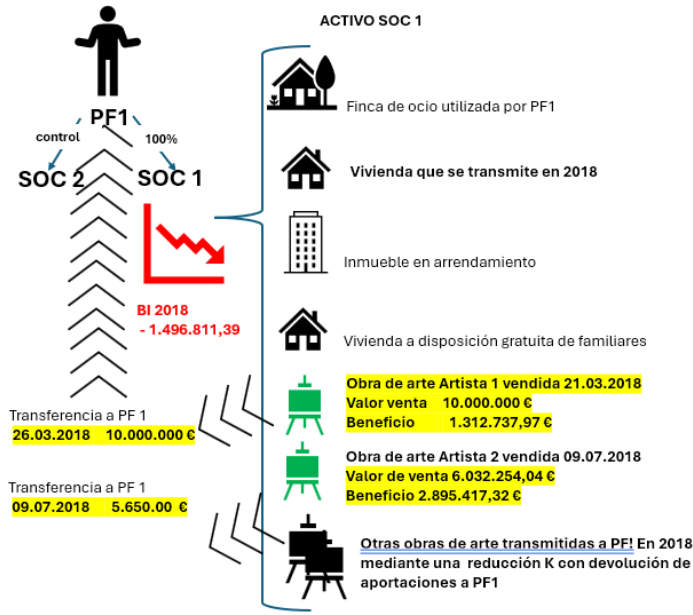 ACTIVO SOC 1
PF1
control
100%
SOC 2
SOC 1
BI 2018
- 1.496.811,39
Finca de ocio utilizada por PF1
Vivienda que se transmite en 2018
Inmueble en arrendamiento
Vivienda a disposición gratuita de familiares
Obra de arte Artista 1 vendida 21.03.2018
Valor venta 10.000.000 €
Beneficio 1.312.737,97 €
Transferencia a PF 1
26.03.2018 10.000.000 €
Obra de arte Artista 2 vendida 09.07.2018
Valor de venta 6.032.254,04 €
Beneficio 2.895.417,32 €
Transferencia a PF 1
09.07.2018 5.650.00 €
Otras obras de arte transmitidas a PF! En 2018
mediante una reducción K con devolución de
aportaciones a PF1